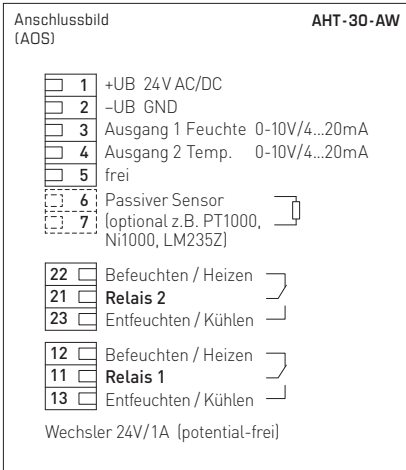 Anschlussbild AHT-30-AW
(AOS)
1 +UB 24V AC/DC
2 –UB GND
3 Ausgang 1 Feuchte 0-10V/4...20mA
4 Ausgang 2 Temp. 0-10V/4...20mA
5 frei
6 Passiver Sensor
7 (optional z.B. PT1000,
Ni1000, LM235Z)
22 Befeuchten / Heizen
21 Relais 2
23 Entfeuchten / Kühlen
12 Befeuchten / Heizen
11 Relais 1
13 Entfeuchten / Kühlen
Wechsler 24V/1A (potential-frei)